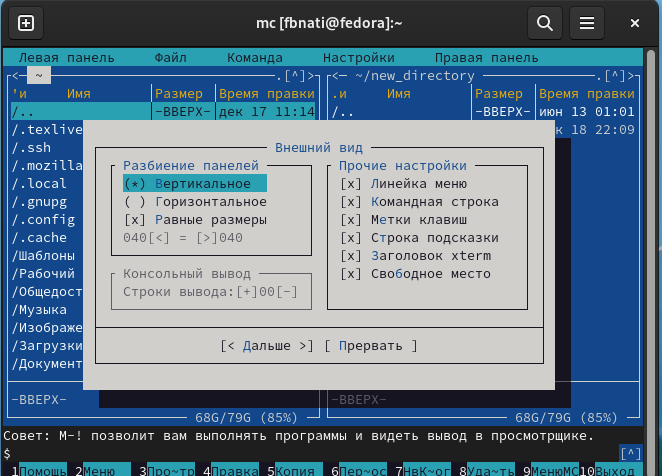 mc [fbnati@fedora]:~
Левая панель Файл Команда Настройки Правая панель
<- ~ .[^]> <- ~/new_directory .[^]>
'и Имя Размер Время правки .и Имя Размер Время правки
/.. -ВВЕРХ- дек 17 11:14 /.. -ВВЕРХ- июн 13 01:01
/.texlive к 18 22:09
/.ssh
/.mozilla
/.local
/.gnupg
/.config
/.cache
/Шаблоны
/Рабочий
/Общедост
/Музыка
/Изображе
/Загрузки
/Документ
Внешний вид
Разбиение панелей
(*) Вертикальное
( ) Горизонтальное
[x] Равные размеры
040[<] = [>]040
Консольный вывод
Строки вывода:[+]00[-]
Прочие настройки
[x] Линейка меню
[x] Командная строка
[x] Метки клавиш
[x] Строка подсказки
[x] Заголовок xterm
[x] Свободное место
[< Дальше >] [ Прервать ]
-ВВЕРХ- -ВВЕРХ-
68G/79G (85%) 68G/79G (85%)
Совет: M-! позволит вам выполнять программы и видеть вывод в просмотрщике.
$ [^]
1Помощь 2Меню 3Про~тр 4Правка 5Копия 6Пер~ос 7НвК~ог 8Уда~ть 9МенюMC 10Выход